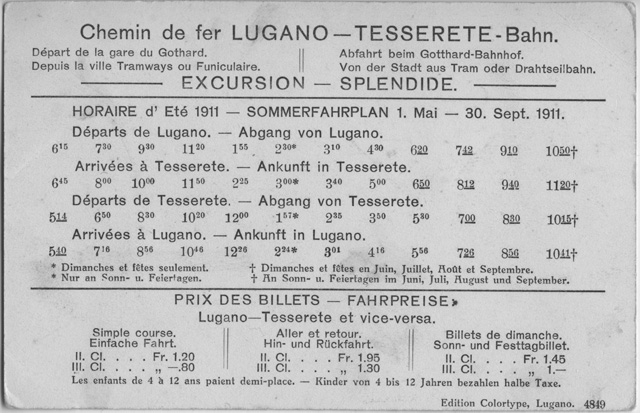 Chemin de fer LUGANO—TESSERETE-Bahn.
Départ de la gare du Gothard.
Depuis la ville Tramways ou Funiculaire.
Abfahrt beim Gotthard-Bahnhof.
Von der Stadt aus Tram oder Drahtseilbahn.
EXCURSION — SPLENDIDE.
HORAIRE d' Eté 1911 — SOMMERFAHRPLAN 1. Mai — 30. Sept. 1911.
Départs de Lugano. — Abgang von Lugano.
6¹⁵ 7³⁰ 9³⁰ 11²⁰ 1⁵⁵ 2³⁰* 3¹⁰ 4³⁰ 6²⁰ 7⁴² 9¹⁰ 10⁵⁰†
Arrivées à Tesserete. — Ankunft in Tesserete.
6⁴⁵ 8⁰⁰ 10⁰⁰ 11⁵⁰ 2²⁵ 3⁰⁰* 3⁴⁰ 5⁰⁰ 6⁵⁰ 8¹² 9⁴⁰ 11²⁰†
Départs de Tesserete. — Abgang von Tesserete.
5¹⁴ 6⁵⁰ 8³⁰ 10²⁰ 12⁰⁰ 1⁵⁷* 2³⁵ 3⁵⁰ 5³⁰ 7⁰⁰ 8³⁰ 10¹⁵†
Arrivées à Lugano. — Ankunft in Lugano.
5⁴⁰ 7¹⁶ 8⁵⁶ 10⁴⁶ 12²⁶ 2²⁴* 3⁰¹ 4¹⁶ 5⁵⁶ 7²⁶ 8⁵⁶ 10⁴¹†
* Dimanches et fêtes seulement.
* Nur an Sonn- u. Feiertagen.
† Dimanches et fêtes en Juin, Juillet, Août et Septembre.
† An Sonn- u. Feiertagen im Juni, Juli, August und September.
PRIX DES BILLETS — FAHRPREISE
Lugano—Tesserete et vice-versa.
Simple course.
Einfache Fahrt.
II. Cl. . . . . Fr. 1.20
III. Cl. . . . . „ —.80
Aller et retour.
Hin- und Rückfahrt.
II. Cl. . . . . Fr. 1.95
III. Cl. . . . . „ 1.30
Billets de dimanche.
Sonn- und Festtagbillet.
II. Cl. . . . . Fr. 1.45
III. Cl. . . . . „ 1.—
Les enfants de 4 à 12 ans paient demi-place. — Kinder von 4 bis 12 Jahren bezahlen halbe Taxe.
Edition Colortype, Lugano. 4849